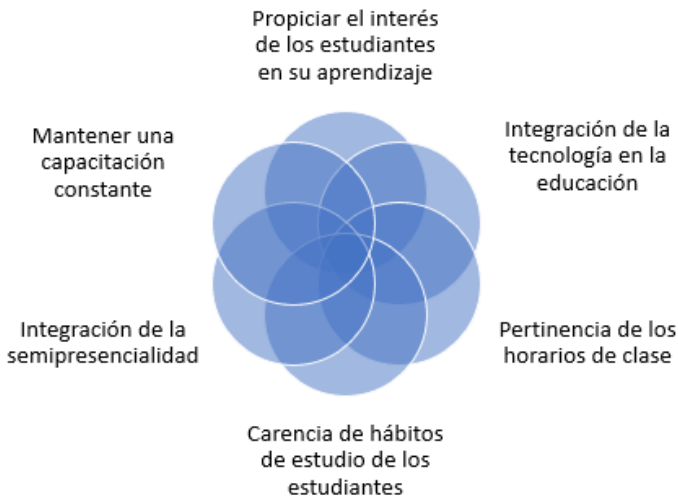 Propiciar el interés
de los estudiantes
en su aprendizaje
Integración de la
tecnología en la
educación
Pertinencia de los
horarios de clase
Carencia de hábitos
de estudio de los
estudiantes
Integración de la
semipresencialidad
Mantener una
capacitación
constante